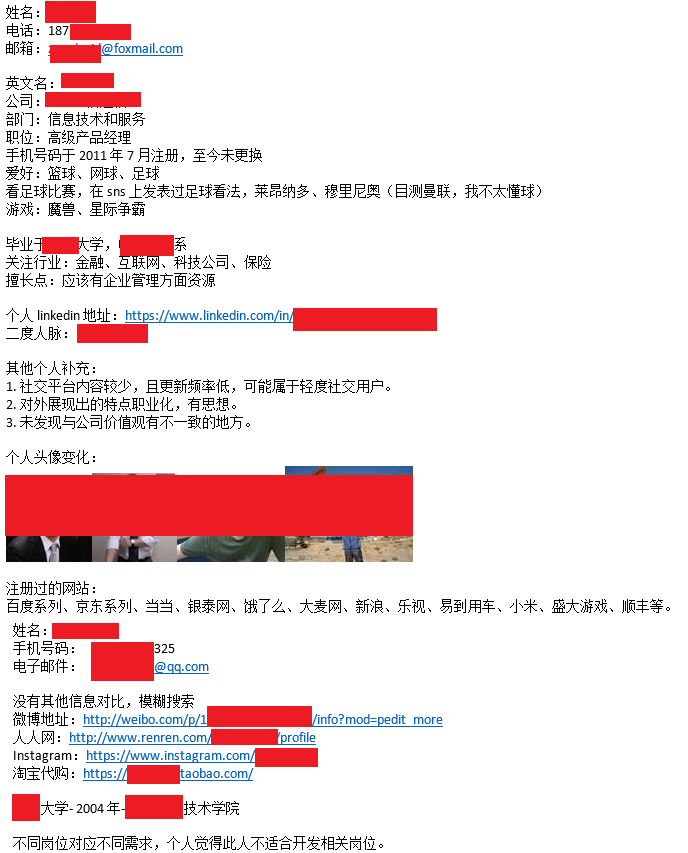 姓名：
电话：187
邮箱：@foxmail.com
英文名：
公司：
部门：信息技术和服务
职位：高级产品经理
手机号码于 2011 年 7 月注册，至今未更换
爱好：篮球、网球、足球
看足球比赛，在 sns 上发表过足球看法，莱昂纳多、穆里尼奥（目测曼联，我不太懂球）
游戏：魔兽、星际争霸
毕业于大学，系
关注行业：金融、互联网、科技公司、保险
擅长点：应该有企业管理方面资源
个人 linkedin 地址：https://www.linkedin.com/in/
二度人脉：
其他个人补充：
1. 社交平台内容较少，且更新频率低，可能属于轻度社交用户。
2. 对外展现出的特点职业化，有思想。
3. 未发现与公司价值观有不一致的地方。
个人头像变化：
注册过的网站：
百度系列、京东系列、当当、银泰网、饿了么、大麦网、新浪、乐视、易到用车、小米、盛大游戏、顺丰等。
姓名：
手机号码： 325
电子邮件： @qq.com
没有其他信息对比，模糊搜索
微博地址：http://weibo.com/p/1 /info?mod=pedit_more
人人网：http://www.renren.com/ /profile
Instagram：https://www.instagram.com/
淘宝代购：https:// taobao.com/
大学- 2004 年- 技术学院
不同岗位对应不同需求，个人觉得此人不适合开发相关岗位。